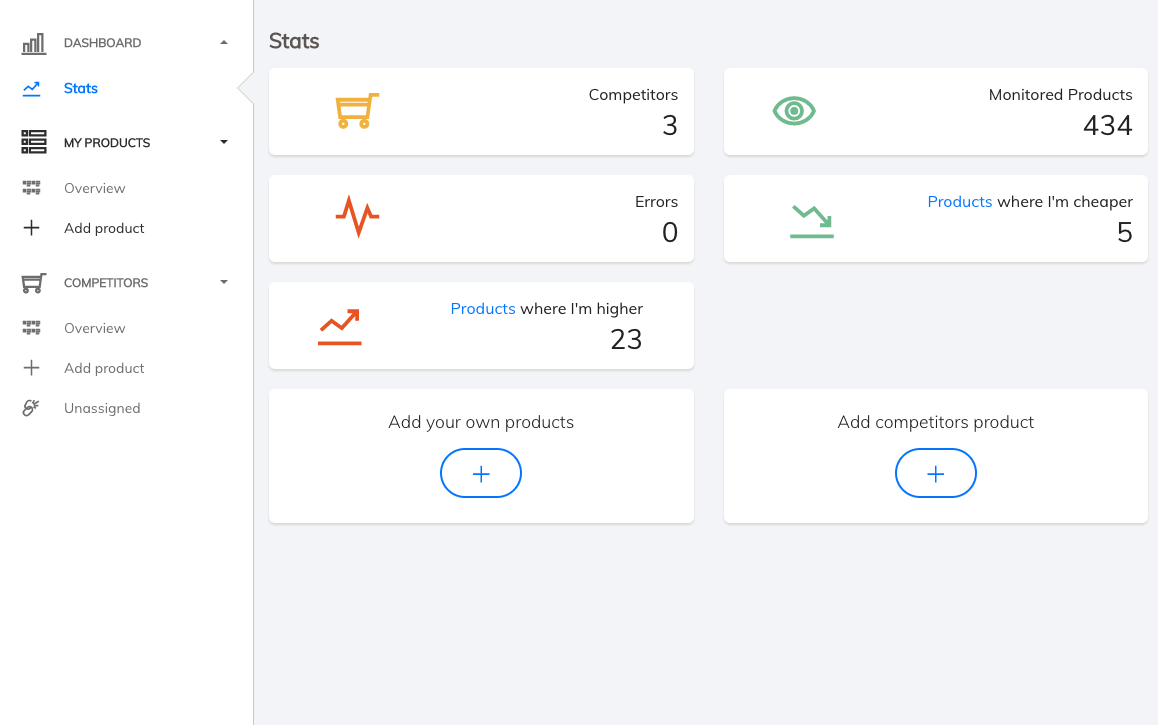 DASHBOARD
Stats
MY PRODUCTS
Overview
Add product
COMPETITORS
Overview
Add product
Unassigned
Stats
Competitors
3
Monitored Products
434
Errors
0
Products where I'm cheaper
5
Products where I'm higher
23
Add your own products
Add competitors product